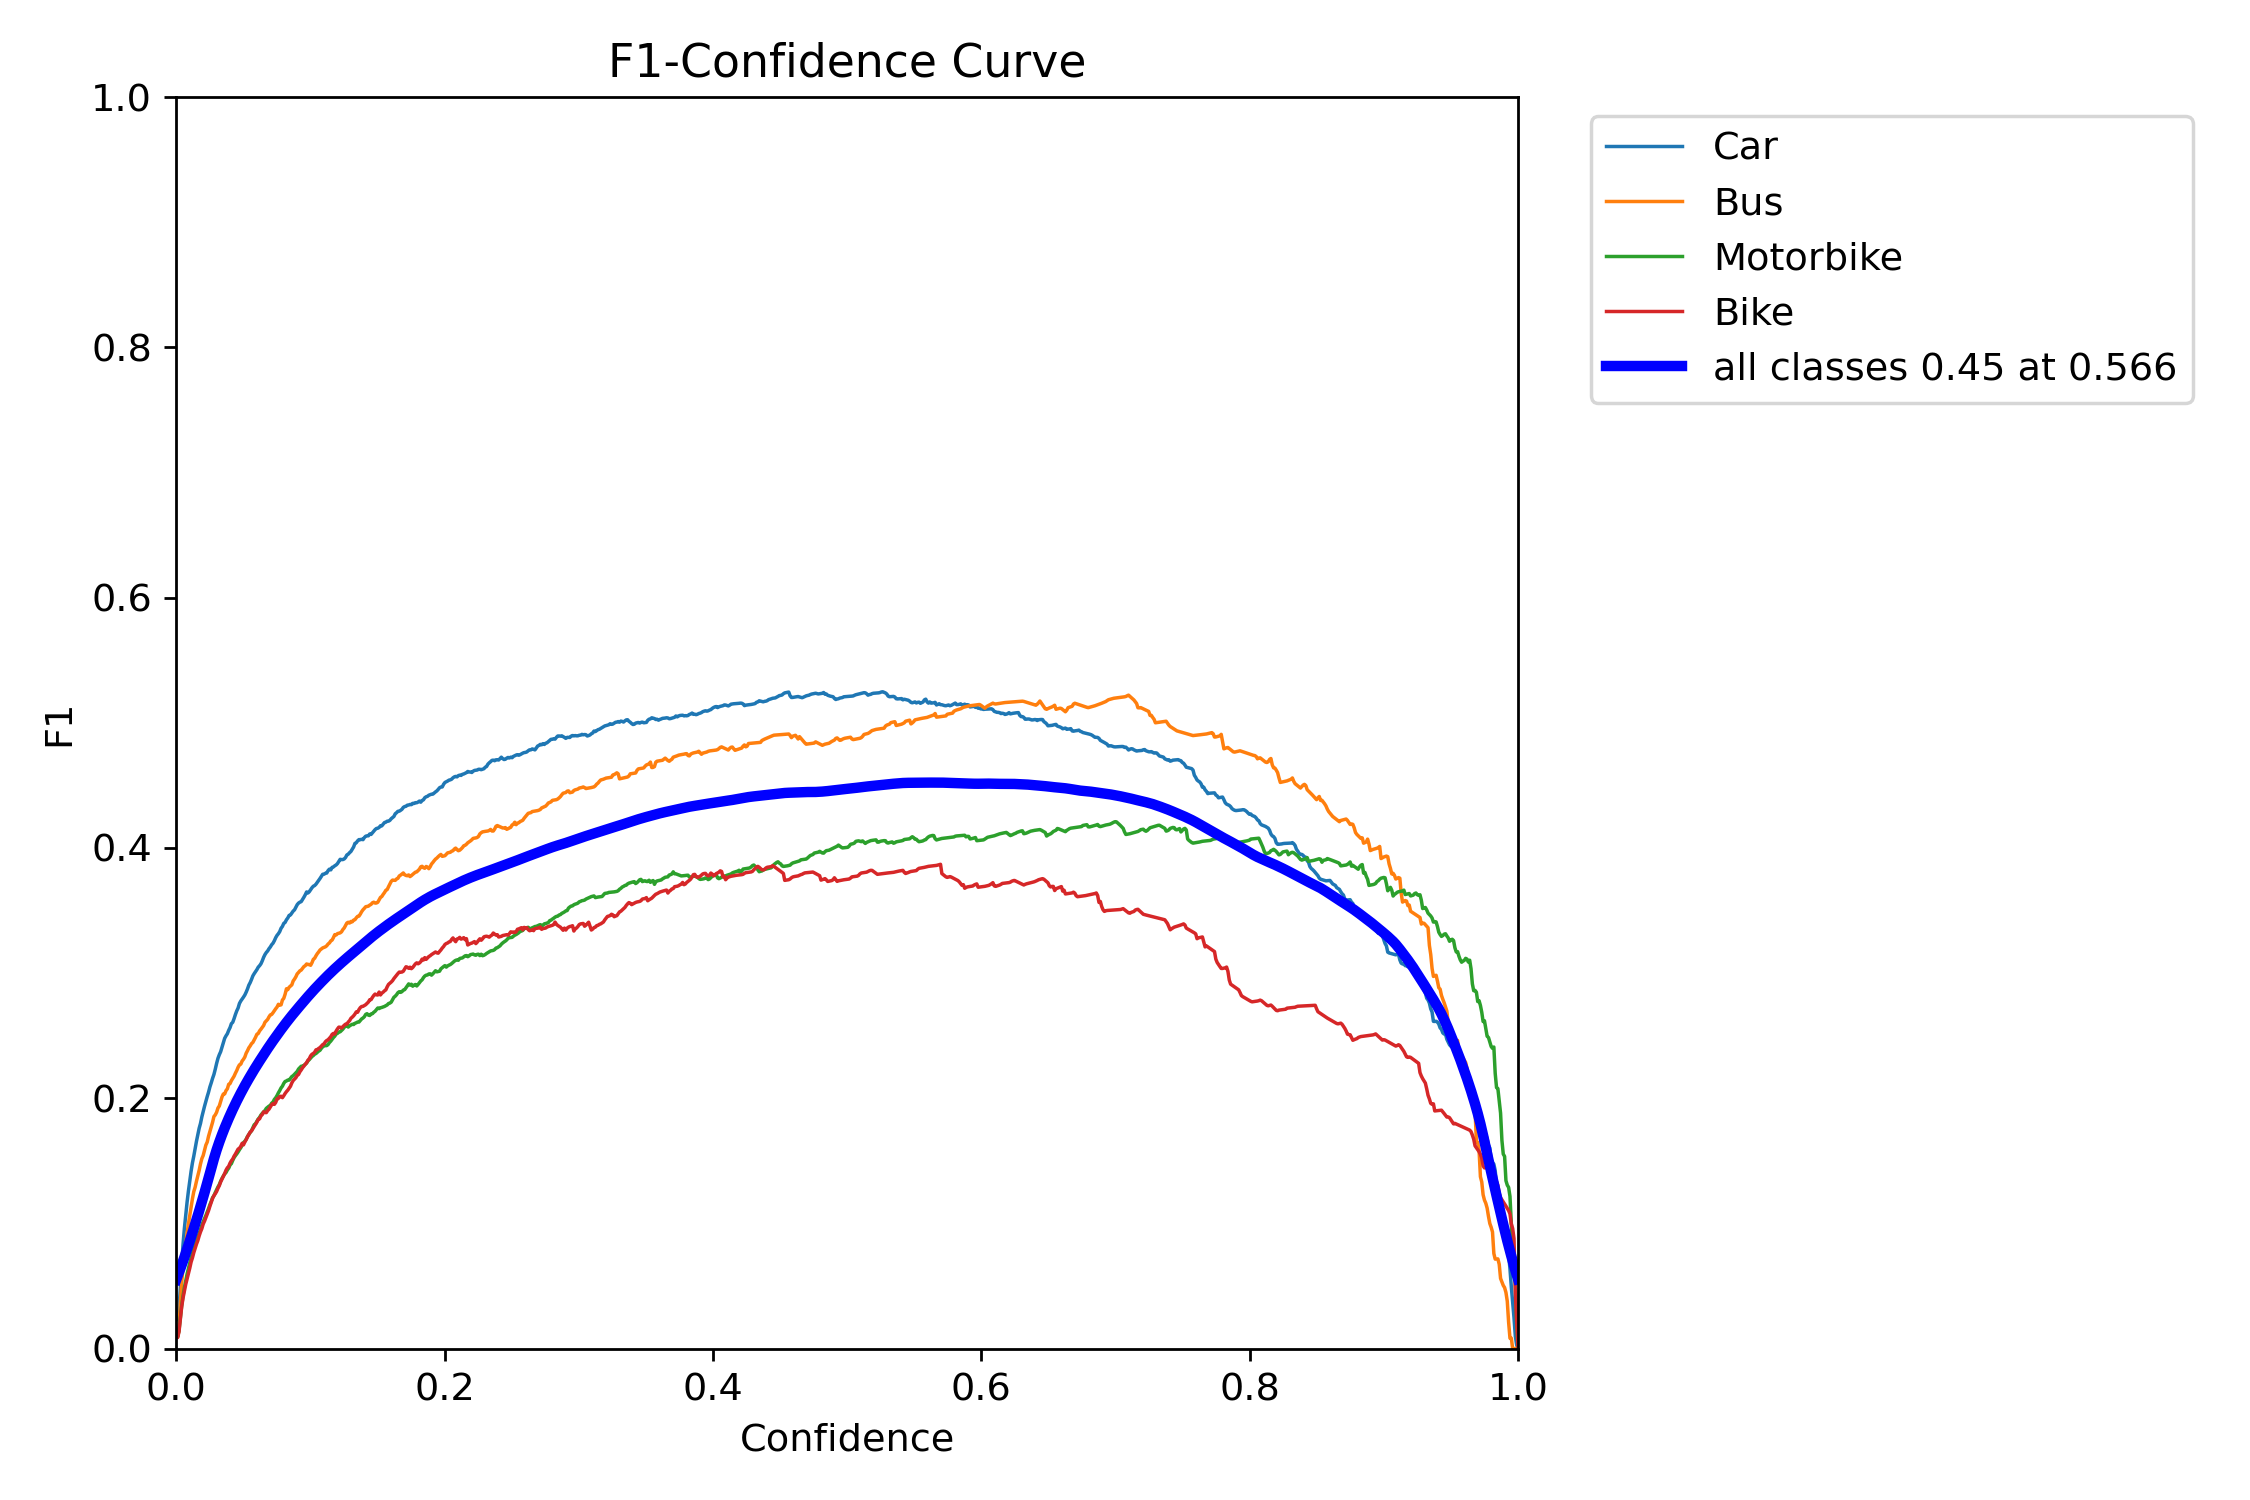 F1-Confidence Curve
1.0
0.8
0.6
0.4
0.2
0.0
F1
0.0 0.2 0.4 0.6 0.8 1.0
Confidence
Car
Bus
Motorbike
Bike
all classes 0.45 at 0.566